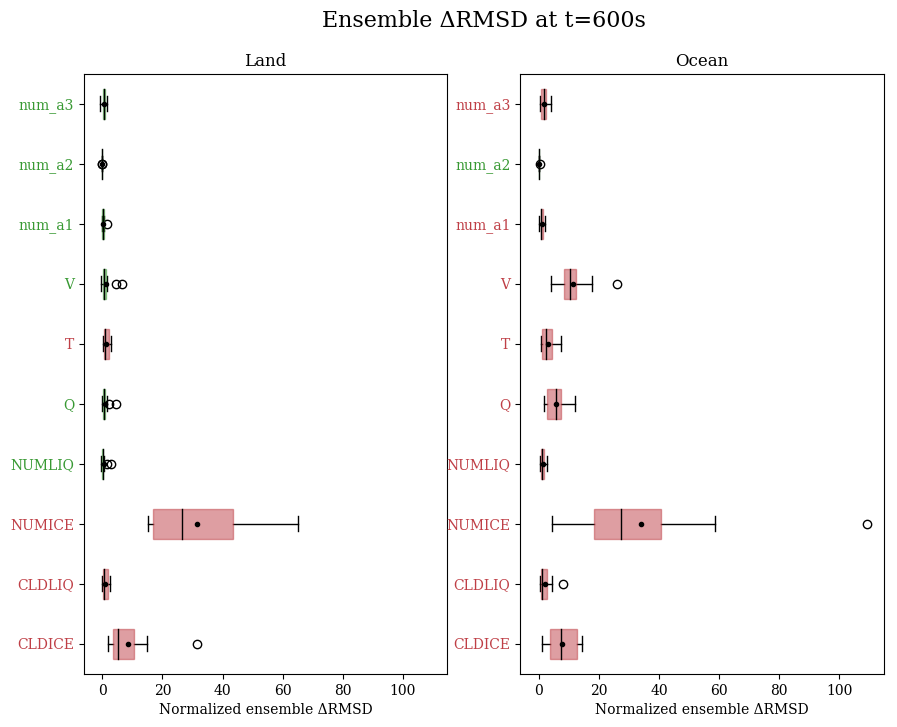 Ensemble ΔRMSD at t=600s
Land
num_a3
num_a2
num_a1
V
T
Q
NUMLIQ
NUMICE
CLDLIQ
CLDICE
0 20 40 60 80 100
Normalized ensemble ΔRMSD
Ocean
num_a3
num_a2
num_a1
V
T
Q
NUMLIQ
NUMICE
CLDLIQ
CLDICE
0 20 40 60 80 100
Normalized ensemble ΔRMSD